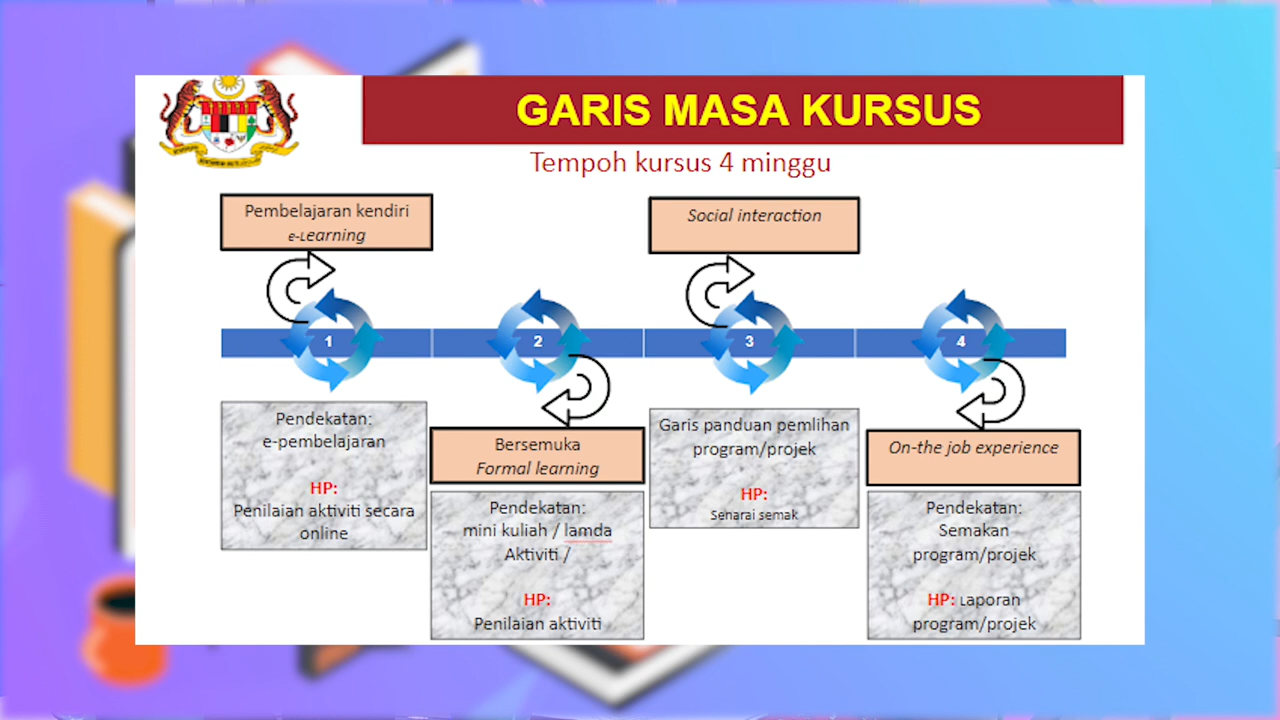 GARIS MASA KURSUS
Tempoh kursus 4 minggu
Pembelajaran kendiri
e-Learning
Social interaction
1
2
3
4
Pendekatan:
e-pembelajaran
HP:
Penilaian aktiviti secara
online
Bersemuka
Formal learning
Pendekatan:
mini kuliah / lamda
Aktiviti /
HP:
Penilaian aktiviti
Garis panduan pemlihan
program/projek
HP:
Senarai semak
On-the job experience
Pendekatan:
Semakan
program/projek
HP: Laporan
program/projek